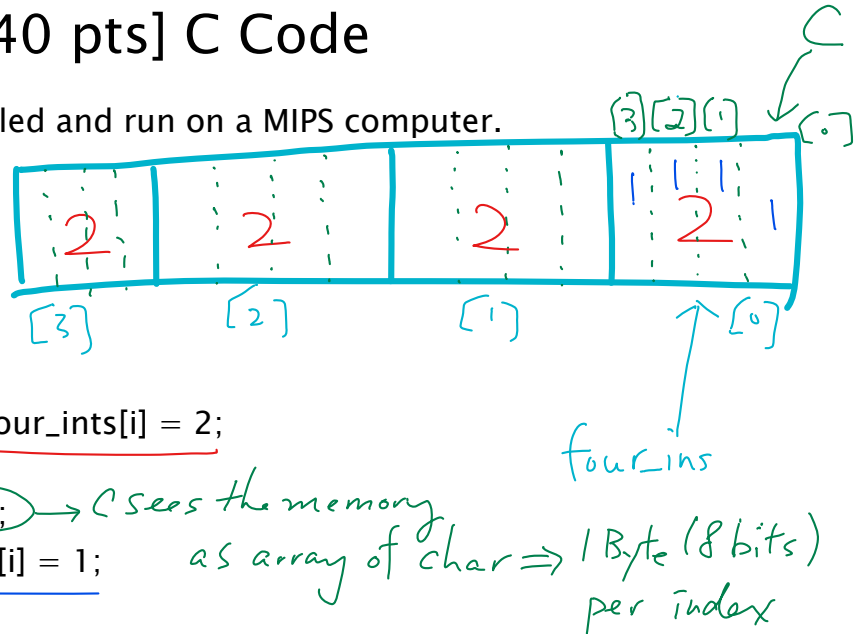 40 pts] C Code
C
led and run on a MIPS computer.
[3][2][1] [0]
1 1 1 1
2 2 2 2
[3] [2] [1] [0]
our_ints[i] = 2;
four_ins
; → C sees the memory
as array of char ⇒ 1 Byte (8 bits)
[i] = 1;
per index